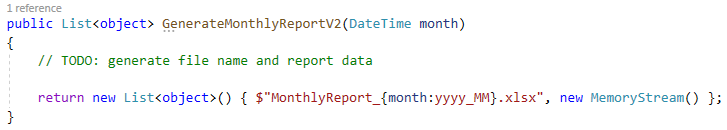 1 reference
public List<object> GenerateMonthlyReportV2(DateTime month)
{
// TODO: generate file name and report data
return new List<object>() { $"MonthlyReport_{month:yyyy_MM}.xlsx", new MemoryStream() };
}